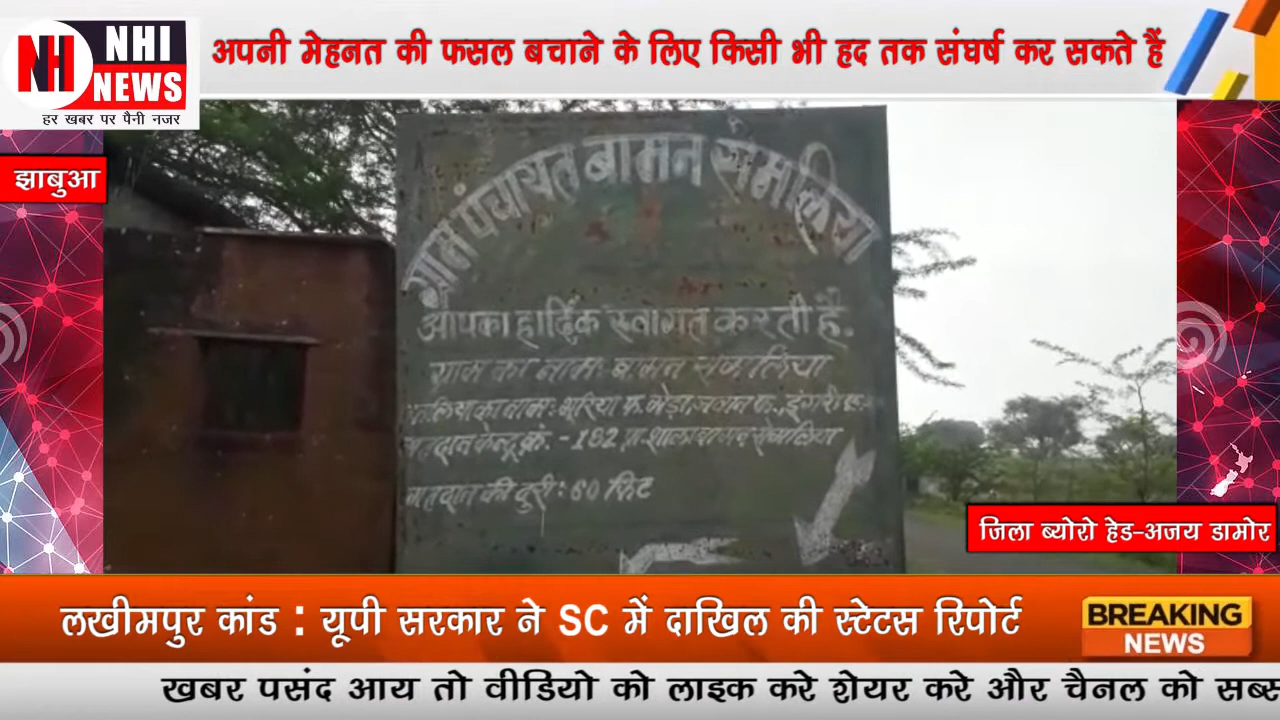 NHI
NEWS
हर खबर पर पैनी नजर
अपनी मेहनत की फसल बचाने के लिए किसी भी हद तक संघर्ष कर सकते हैं
झाबुआ
ग्राम पंचायत बामन सेमलिया
आपका हार्दिक स्वागत करती है.
ग्राम का नाम: बामन सेमलिया
फलियाका नाम:
मतदान केन्द्र क्रं. - 182
मतदान की दुरी: 60 फिट
जिला ब्योरो हेड-अजय डामोर
लखीमपुर कांड : यूपी सरकार ने SC में दाखिल की स्टेटस रिपोर्ट
BREAKING
NEWS
खबर पसंद आय तो वीडियो को लाइक करे शेयर करे और चैनल को सब्स